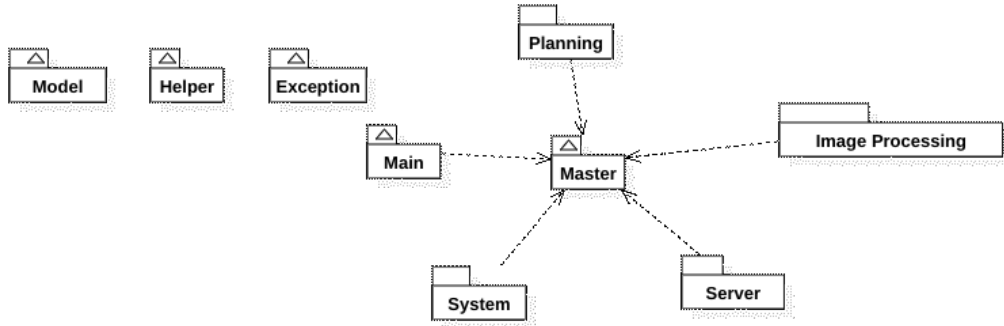 Planning
Model
Helper
Exception
Main
Image Processing
Master
System
Server